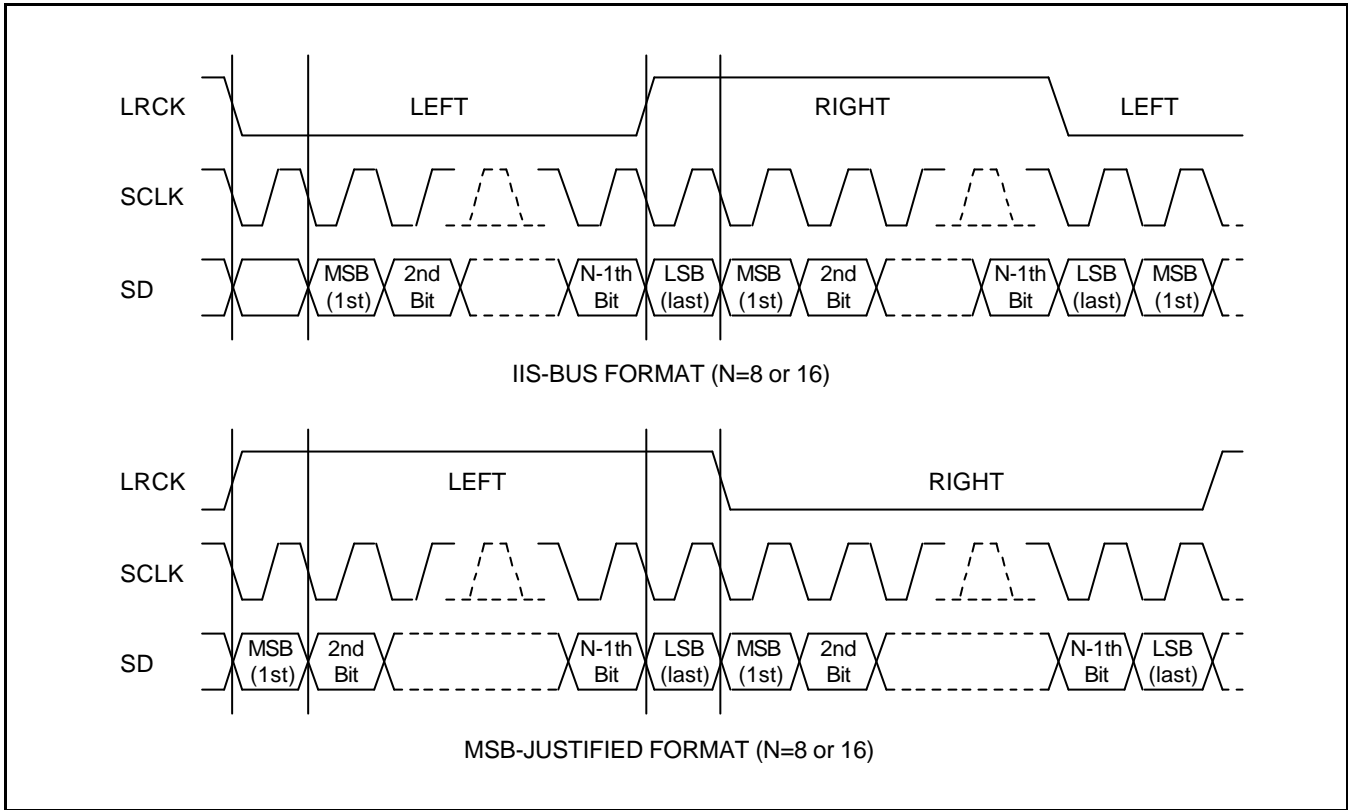 LRCK
LEFT
RIGHT
LEFT
SCLK
SD
MSB
(1st)
2nd
Bit
N-1th
Bit
LSB
(last)
MSB
(1st)
2nd
Bit
N-1th
Bit
LSB
(last)
MSB
(1st)
IIS-BUS FORMAT (N=8 or 16)
LRCK
LEFT
RIGHT
SCLK
SD
MSB
(1st)
2nd
Bit
N-1th
Bit
LSB
(last)
MSB
(1st)
2nd
Bit
N-1th
Bit
LSB
(last)
MSB-JUSTIFIED FORMAT (N=8 or 16)